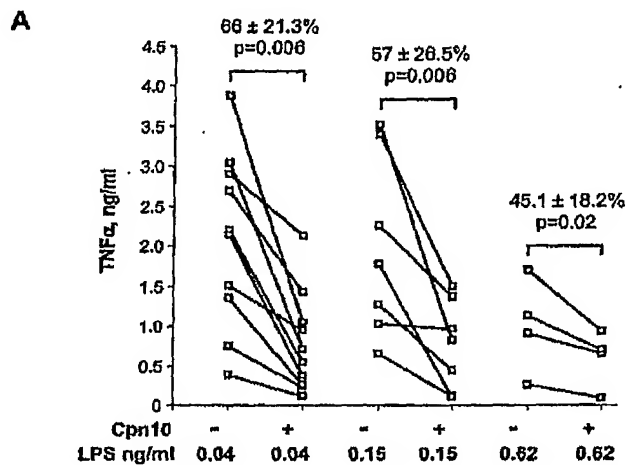 A
66 ± 21.3%
p=0.006
57 ± 26.5%
p=0.006
45.1 ± 18.2%
p=0.02
TNFα, ng/ml
4.5
4.0
3.5
3.0
2.5
2.0
1.5
1.0
0.5
0
Cpn10 - + - + - +
LPS ng/ml 0.04 0.04 0.15 0.15 0.62 0.62